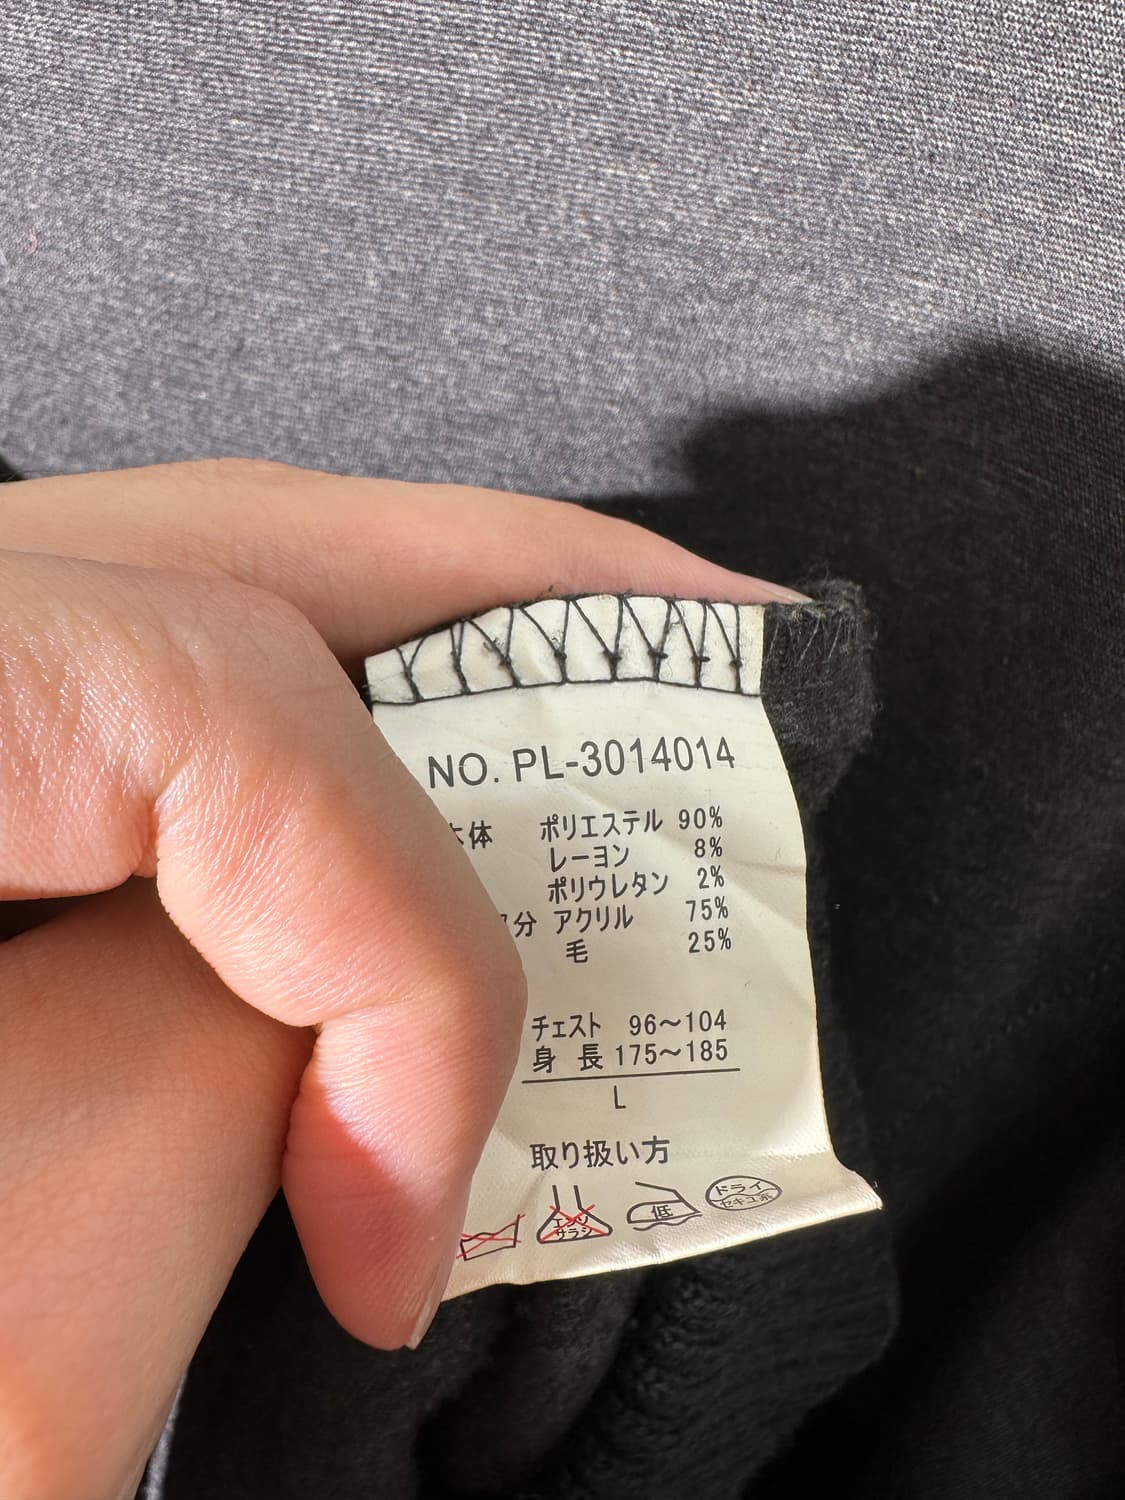 NO. PL-3014014
体 ポリエステル 90%
レーヨン 8%
ポリウレタン 2%
分 アクリル 75%
毛 25%
チェスト 96～104
身 長 175～185
L
取り扱い方
エンソ
サラシ
低
ドライ
セキユ系